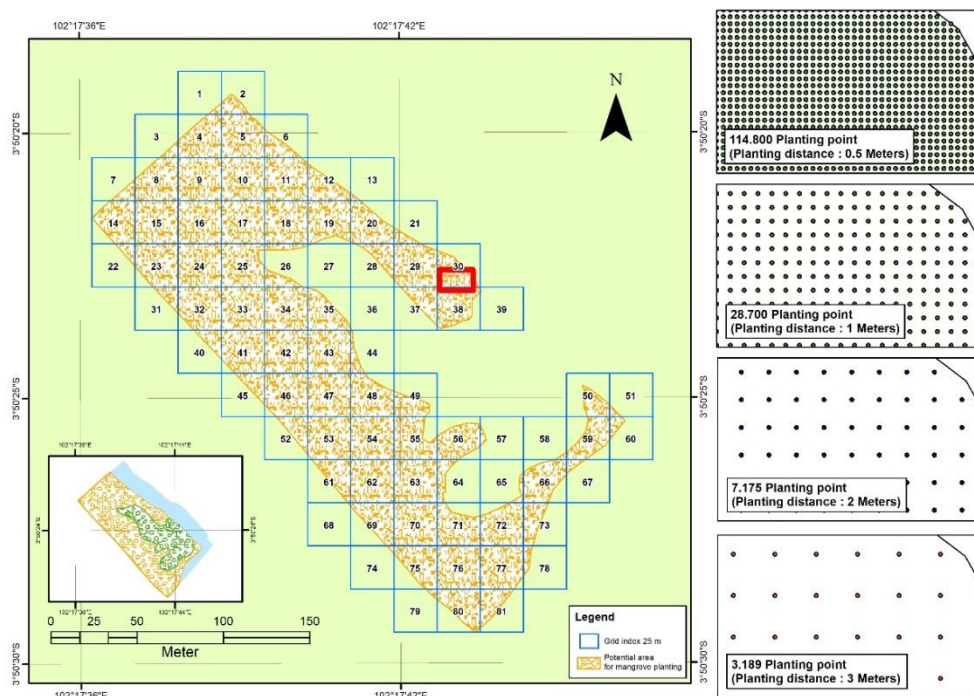 102°17'36"E
102°17'42"E
N
3°50'20"S
3°50'20"S
1 2
3 4 5 6
7 8 9 10 11 12 13
14 15 16 17 18 19 20 21
22 23 24 25 26 27 28 29 30
31 32 33 34 35 36 37 38 39
40 41 42 43 44
3°50'25"S
3°50'25"S
45 46 47 48 49 50 51
52 53 54 55 56 57 58 59 60
61 62 63 64 65 66 67
68 69 70 71 72 73
74 75 76 77 78
79 80 81
102°17'44"E
3°50'24"S
102°17'36"E
102°17'44"E
0 50 100 150
Meter
Legend
Grid index 25 m
Potential area
for mangrove planting
3°50'30"S
3°50'30"S
102°17'36"E
114.800 Planting point
(Planting distance : 0.5 Meters)
28.700 Planting point
(Planting distance : 1 Meters)
7.175 Planting point
(Planting distance : 2 Meters)
3.189 Planting point
(Planting distance : 3 Meters)